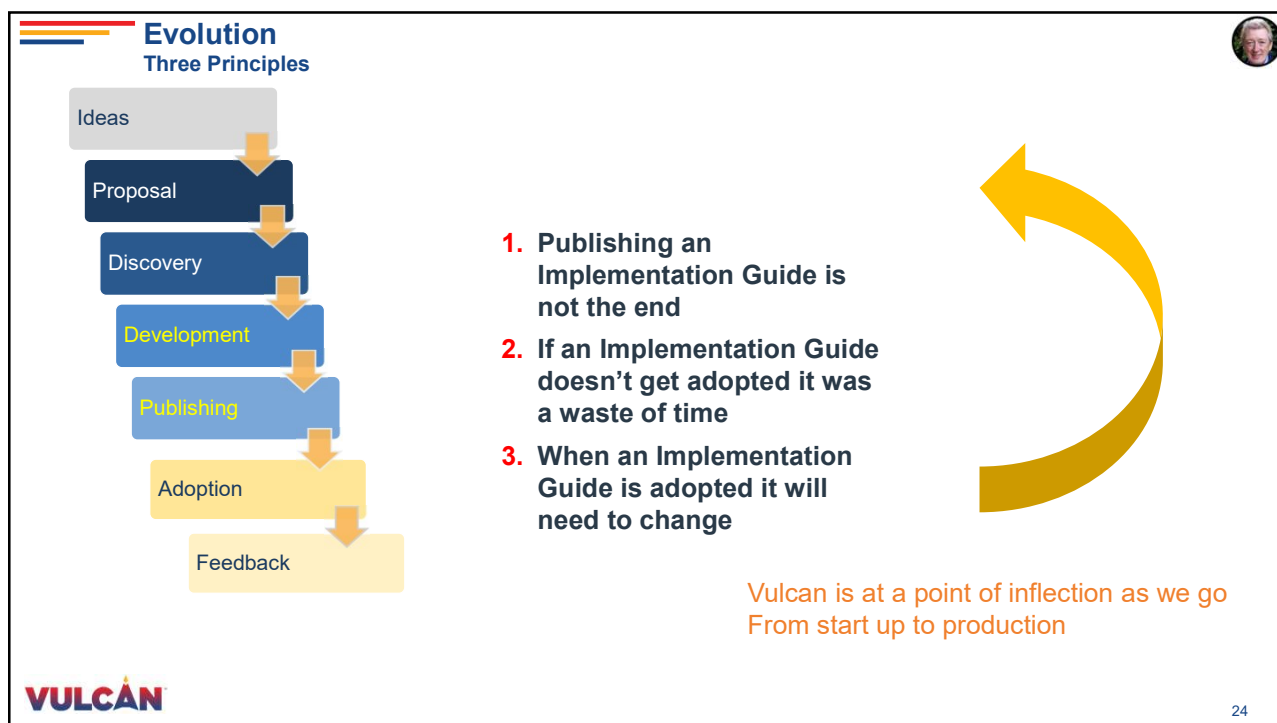 Evolution
Three Principles
Ideas
Proposal
Discovery
Development
Publishing
Adoption
Feedback
1. Publishing an
Implementation Guide is
not the end
2. If an Implementation Guide
doesn’t get adopted it was
a waste of time
3. When an Implementation
Guide is adopted it will
need to change
Vulcan is at a point of inflection as we go
From start up to production
VULCAN
24